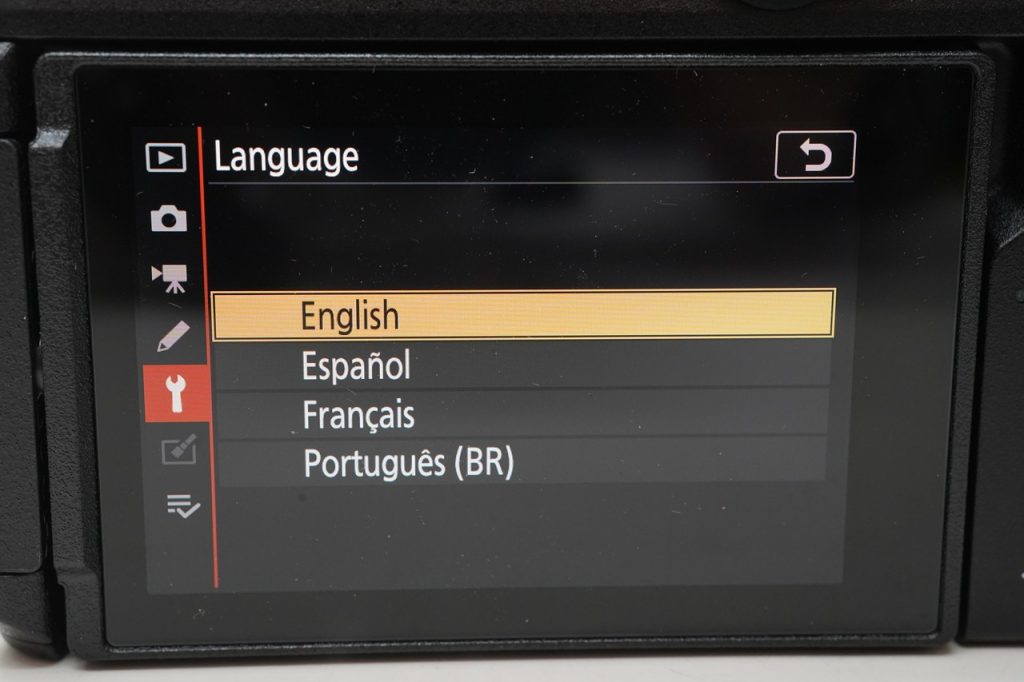 Language
English
Español
Français
Português (BR)